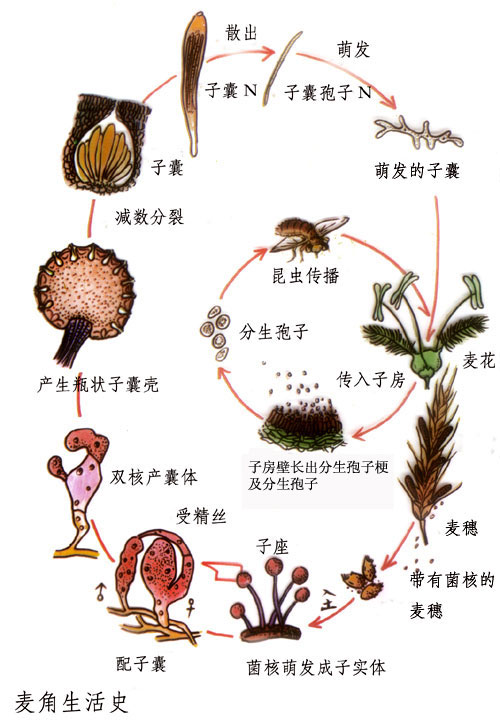 散出
萌发
子囊N
子囊孢子N
子囊
萌发的子囊
减数分裂
昆虫传播
分生孢子
麦花
产生瓶状子囊壳
传入子房
子房壁长出分生孢子梗
及分生孢子
双核产囊体
麦穗
受精丝
子座
带有菌核的
麦穗
入土
♂
♀
配子囊
菌核萌发成子实体
麦角生活史